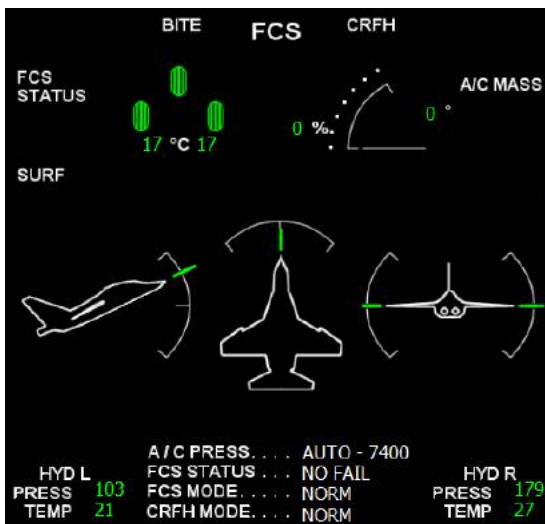 BITE FCS CRFH
FCS STATUS
A/C MASS
0 %
0 °
17 °C 17
SURF
A / C PRESS. . . . AUTO - 7400
FCS STATUS . . . NO FAIL
FCS MODE. . . . . NORM
CRFH MODE. . . . NORM
HYD L
PRESS 103
TEMP 21
HYD R
PRESS 179
TEMP 27